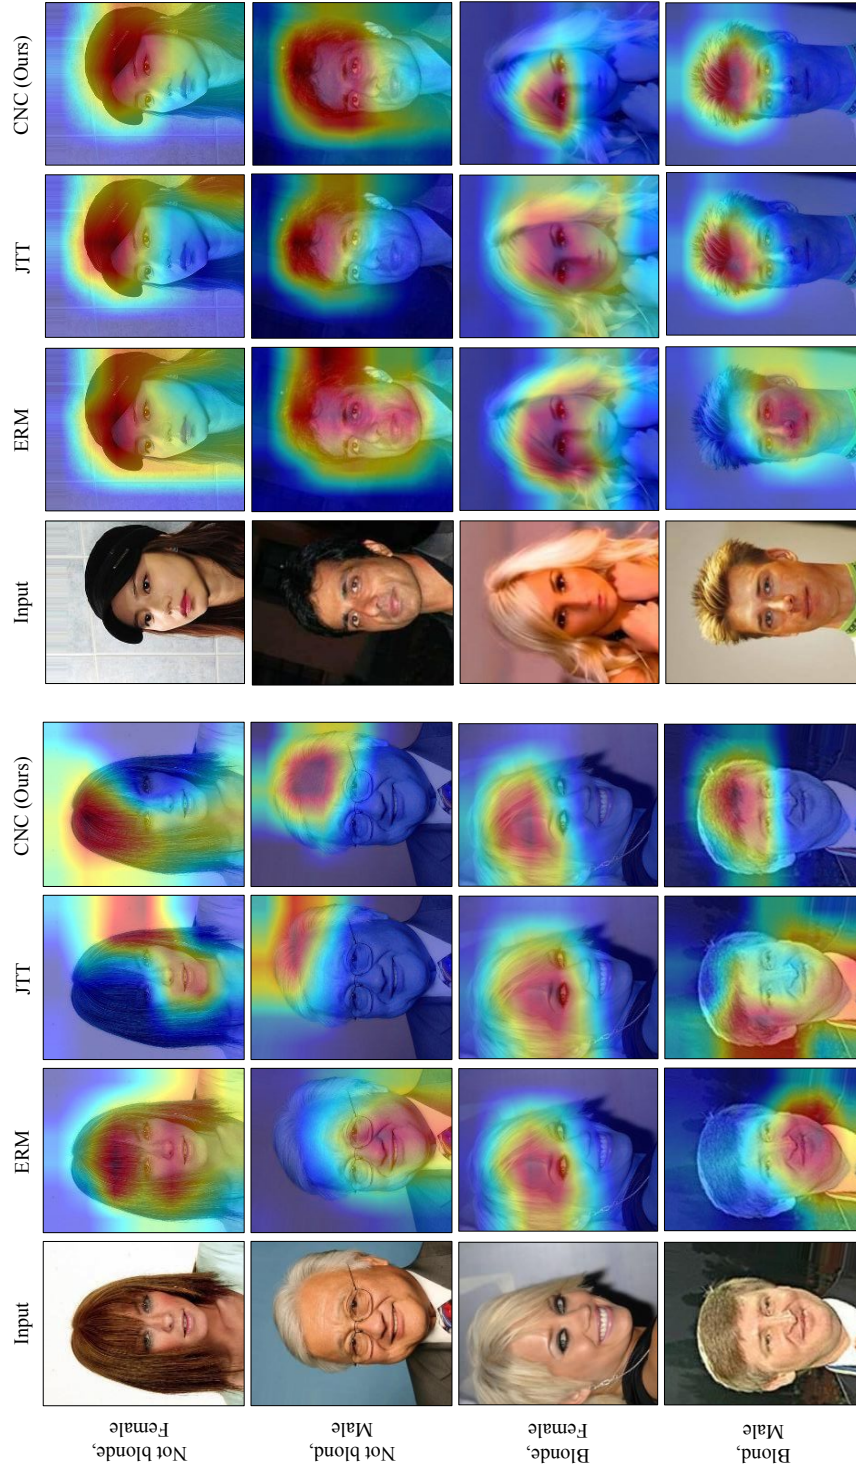 Input
ERM
JTT
CNC (Ours)
Input
ERM
JTT
CNC (Ours)
Not blonde,
Female
Not blond,
Male
Blonde,
Female
Blond,
Male